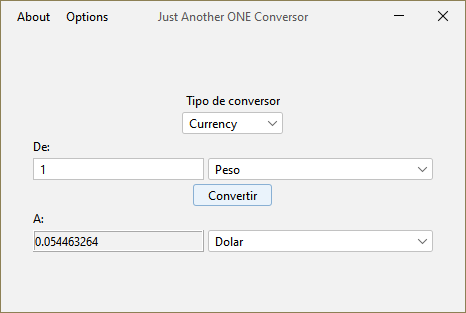 About Options Just Another ONE Conversor
Tipo de conversor
Currency
De:
1 Peso
Convertir
A:
0.054463264 Dolar